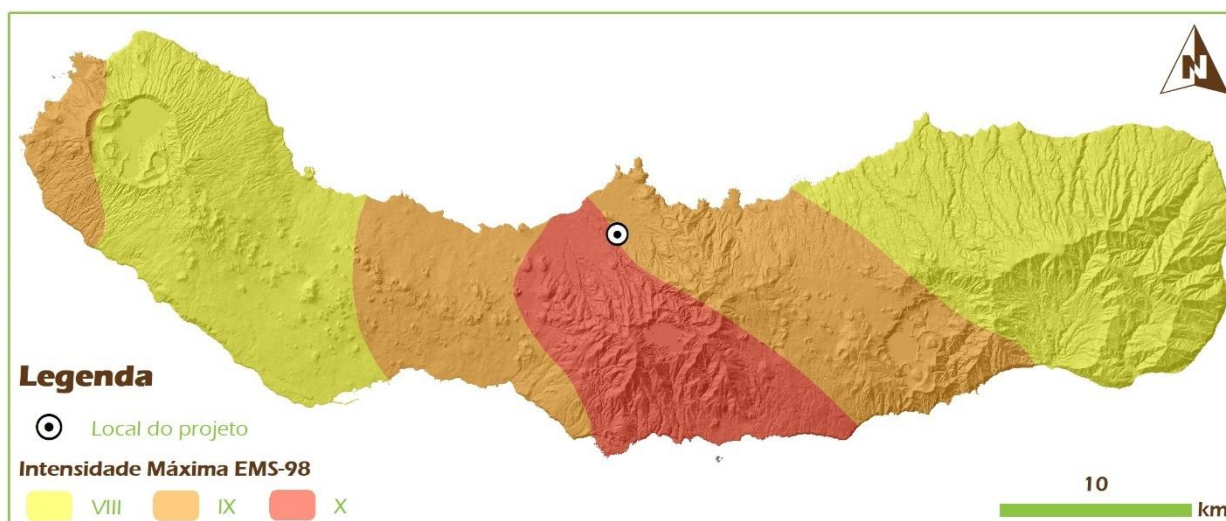 N
Legenda
Local do projeto
Intensidade Máxima EMS-98
VIII IX X
10
km